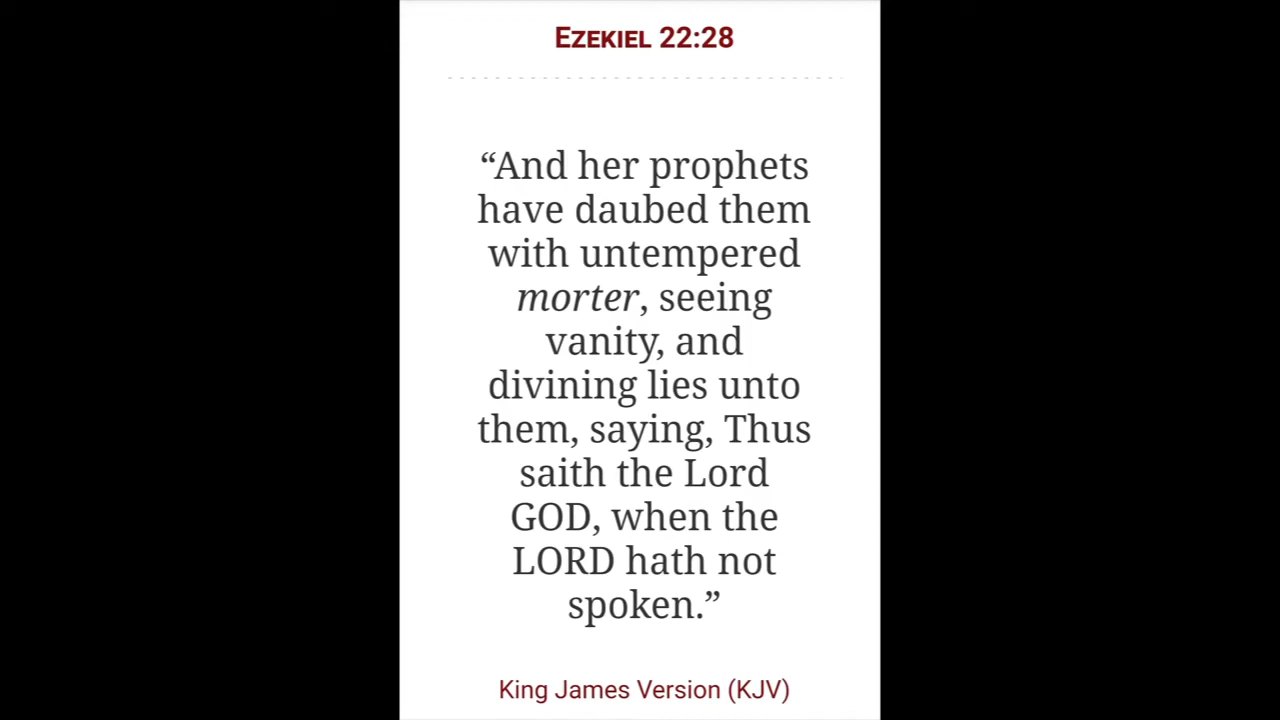 Ezekiel 22:28
“And her prophets
have daubed them
with untempered
morter, seeing
vanity, and
divining lies unto
them, saying, Thus
saith the Lord
GOD, when the
LORD hath not
spoken.”
King James Version (KJV)